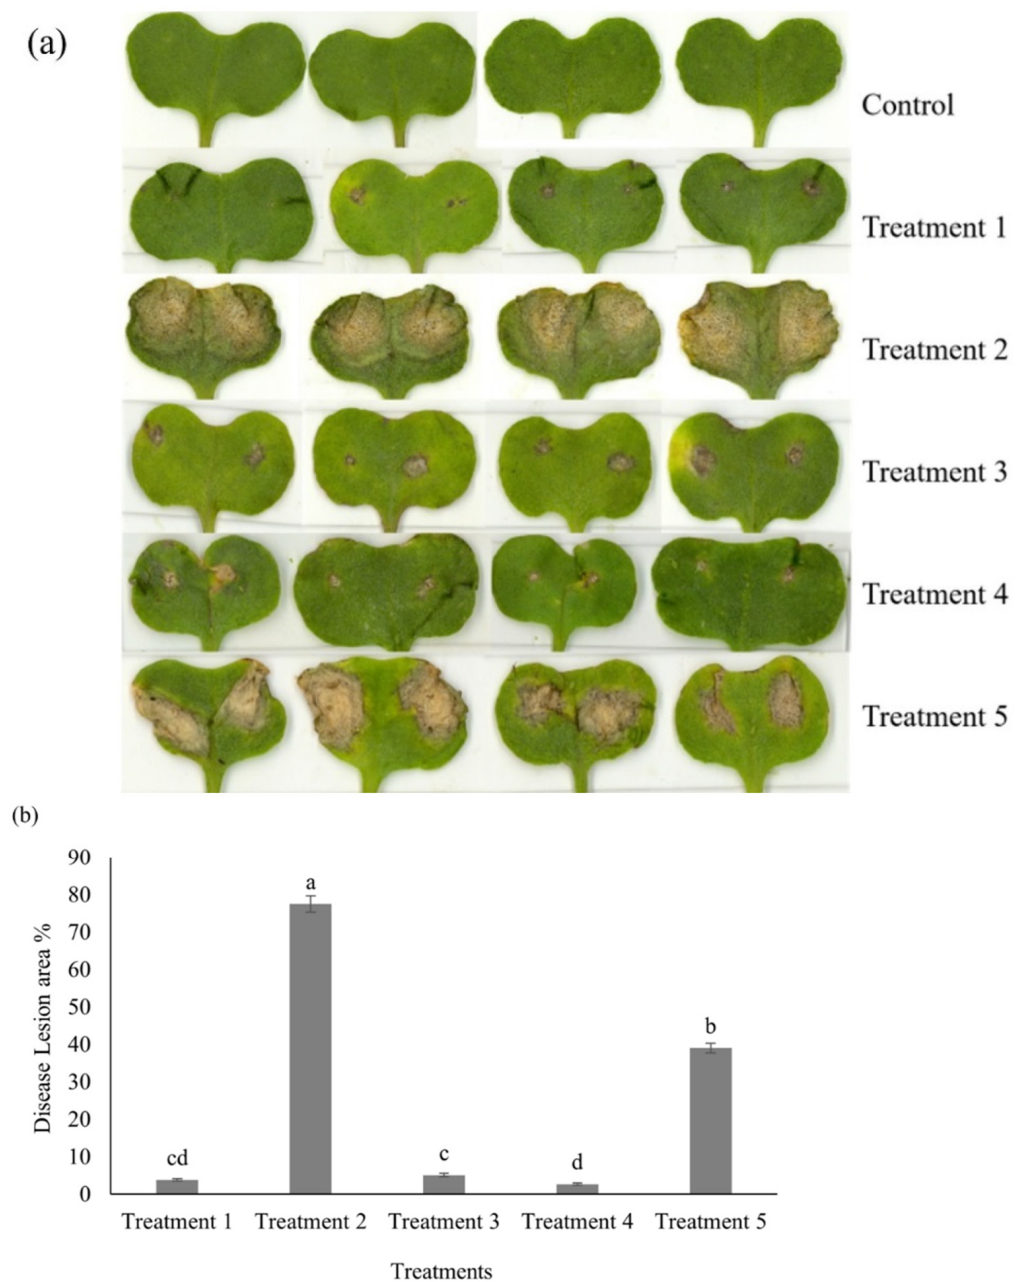 (a)
Control
Treatment 1
Treatment 2
Treatment 3
Treatment 4
Treatment 5
(b)
90
80
70
60
50
40
30
20
10
0
Disease Lesion area %
cd
a
c
d
b
Treatment 1 Treatment 2 Treatment 3 Treatment 4 Treatment 5
Treatments